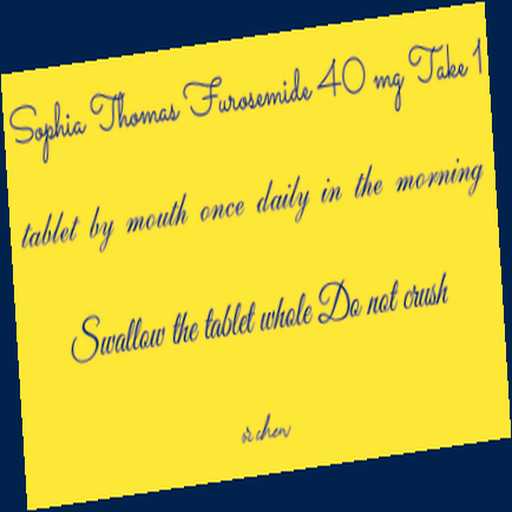 Sophia Thomas Furosemide 40 mg Take 1
tablet by mouth once daily in the morning
Swallow the tablet whole Do not crush
chen